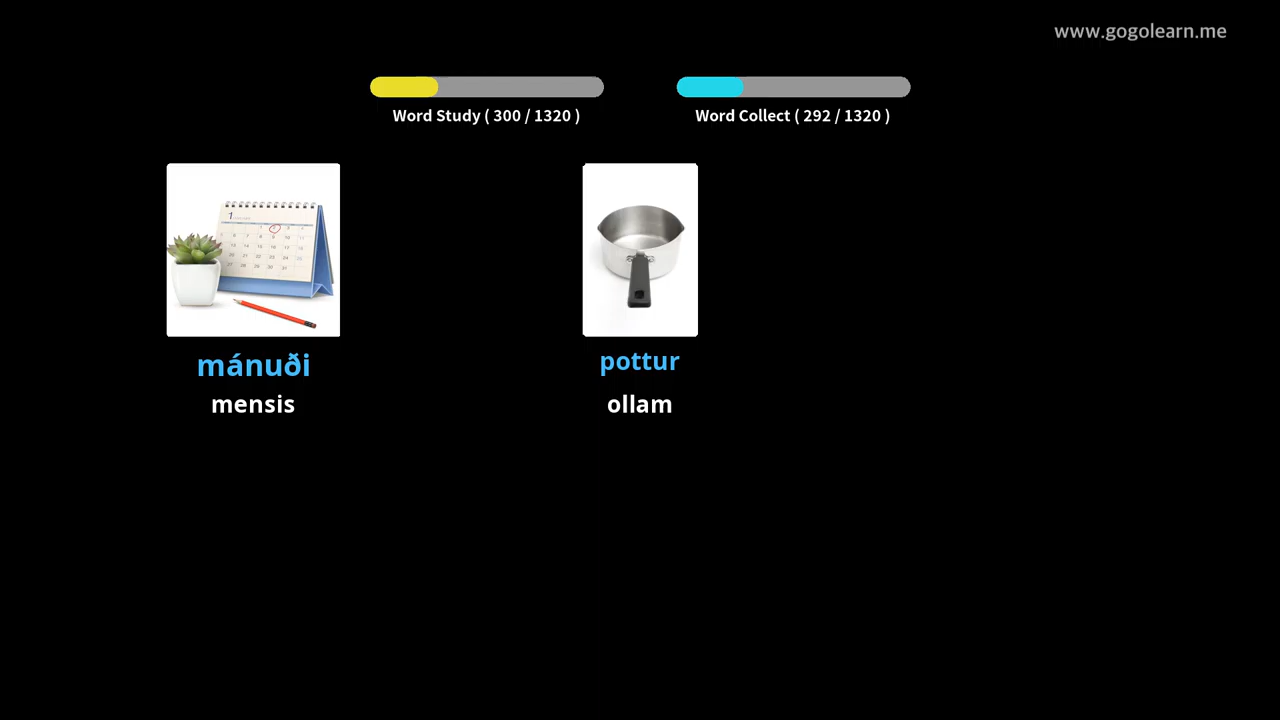 www.gogolearn.me
Word Study ( 300 / 1320 )
Word Collect ( 292 / 1320 )
mánuði
mensis
pottur
ollam